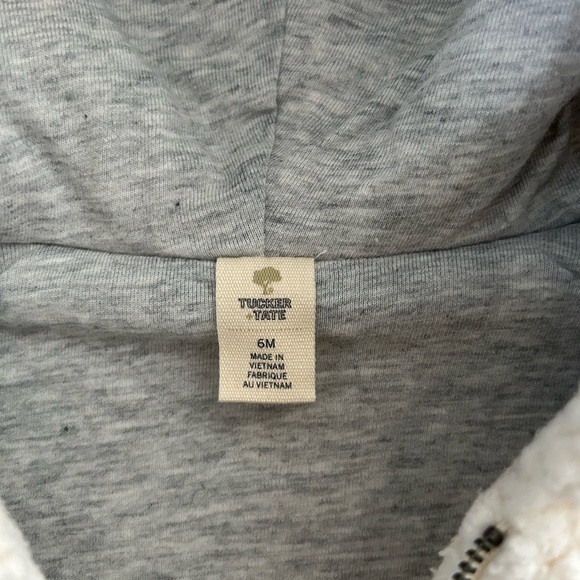 TUCKER
+TATE
6M
MADE IN
VIETNAM
FABRIQUE
AU VIETNAM